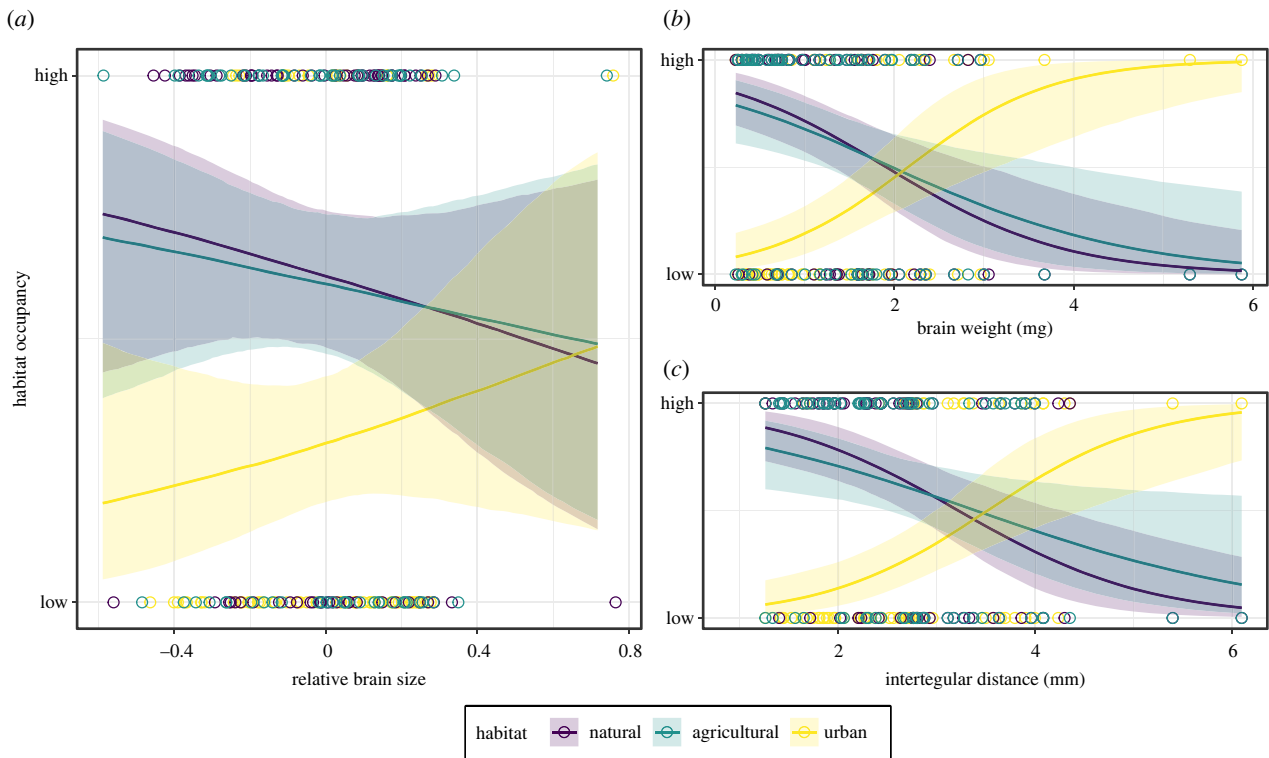 (a)
high
low
habitat occupancy
–0.4
0
0.4
0.8
relative brain size
(b)
high
low
0
2
4
6
brain weight (mg)
(c)
high
low
2
4
6
intertegular distance (mm)
habitat natural agricultural urban